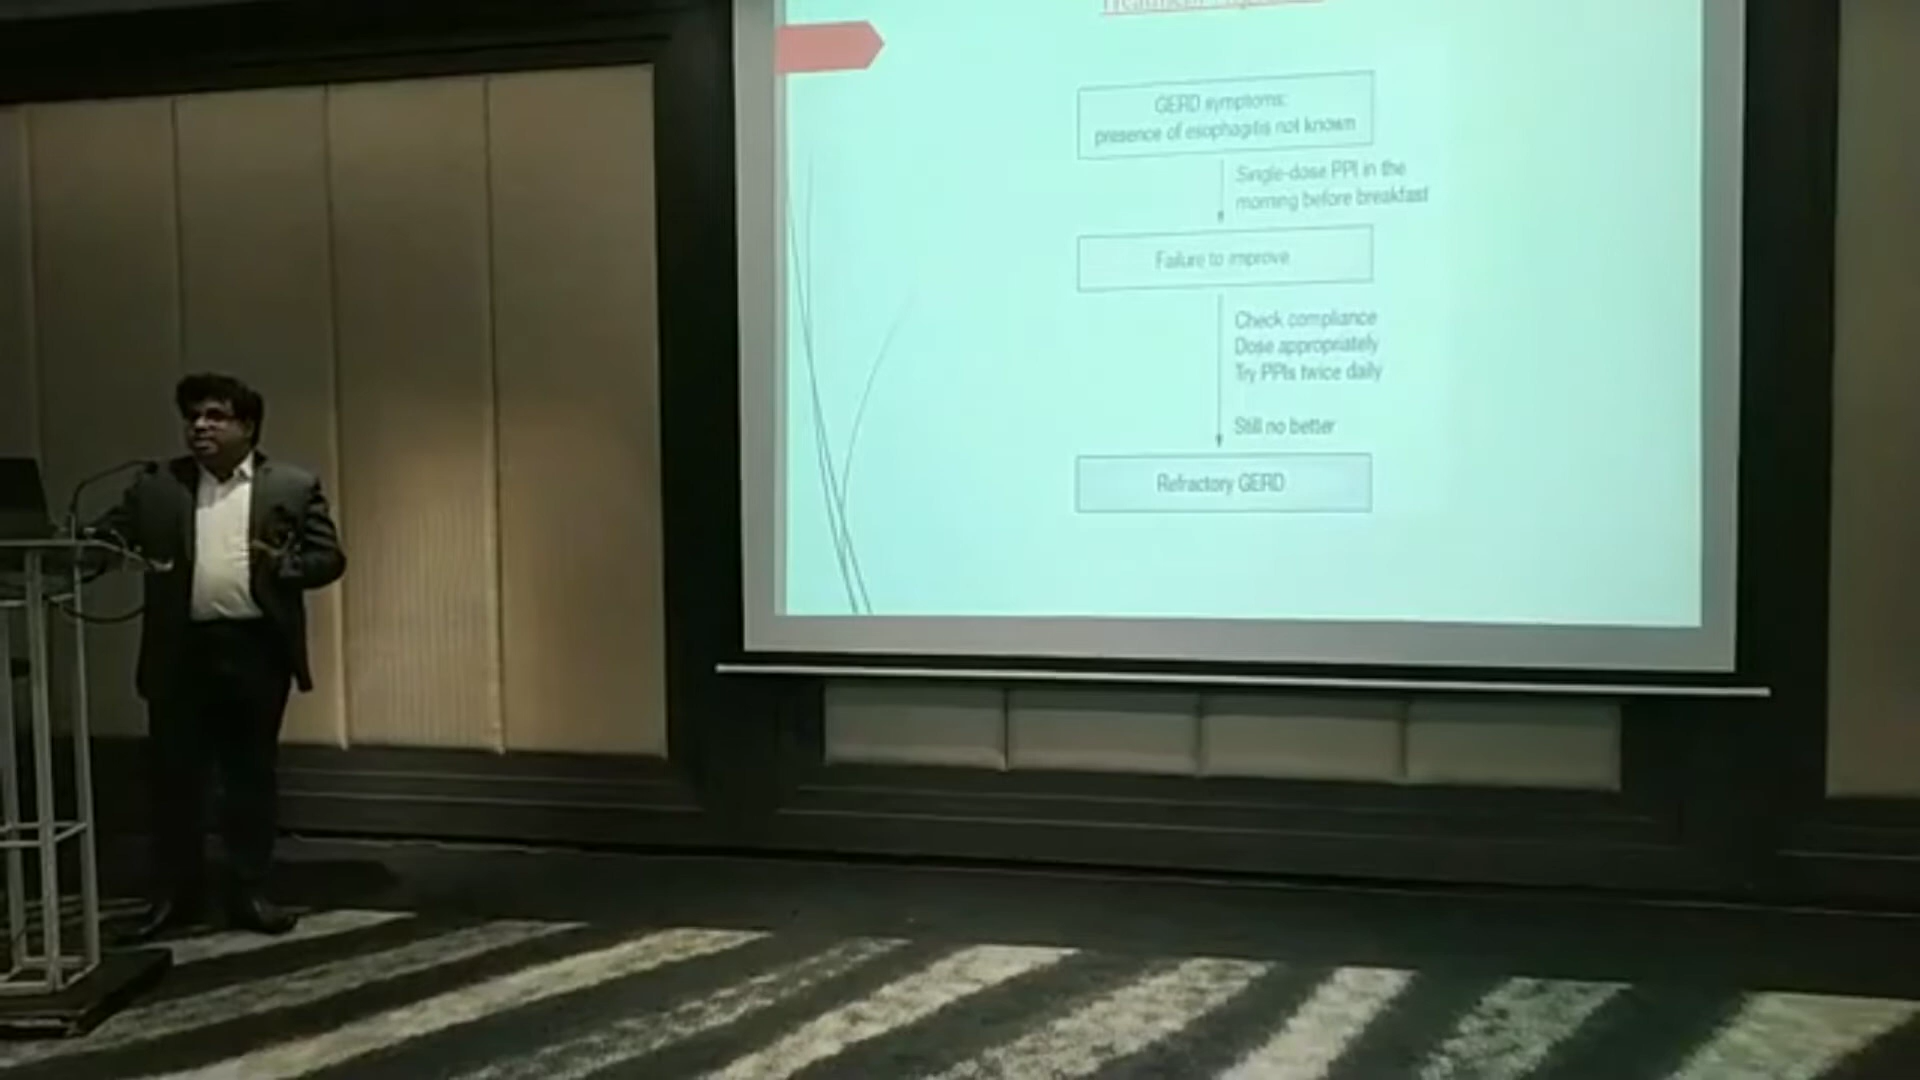 GERD symptoms:
presence of esophagitis not known
Single-dose PPI in the
morning before breakfast
Failure to improve
Check compliance
Dose appropriately
Try PPIs twice daily
Still no better
Refractory GERD